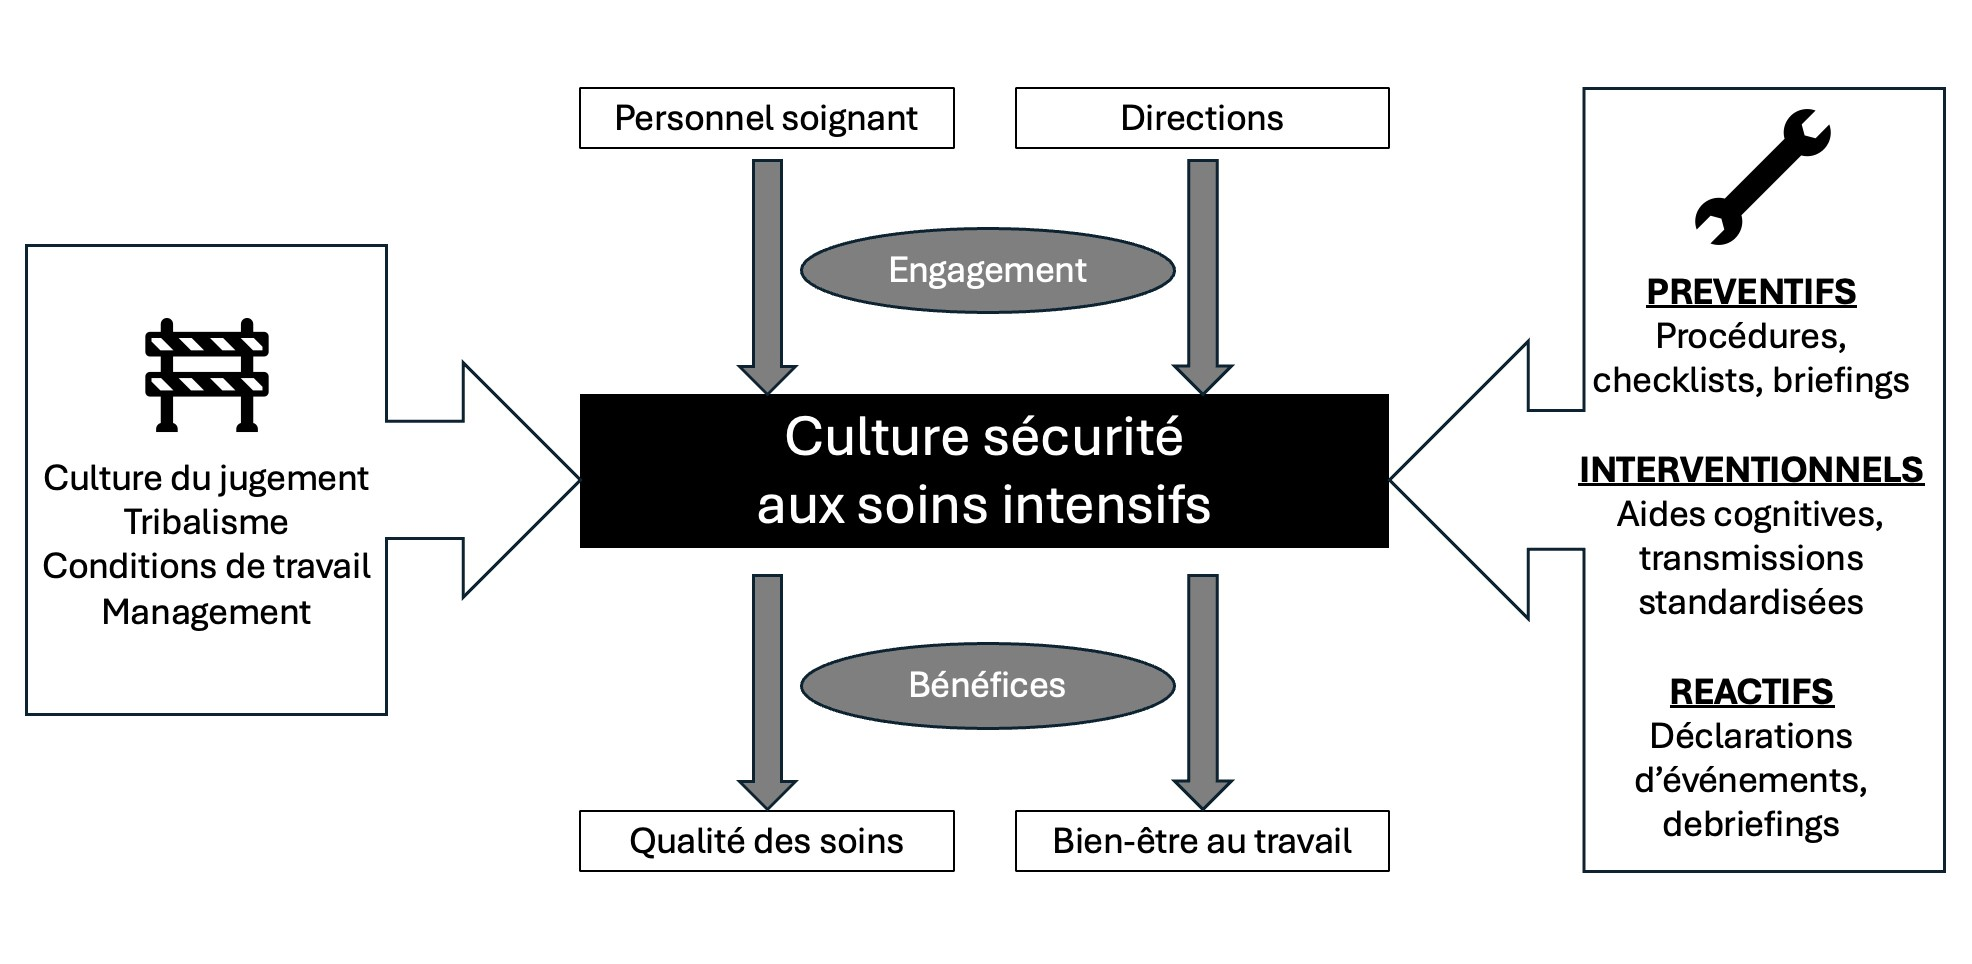 Personnel soignant
Directions
Engagement
Culture du jugement
Tribalisme
Conditions de travail
Management
Culture sécurité
aux soins intensifs
PREVENTIFS
Procédures,
checklists, briefings
INTERVENTIONNELS
Aides cognitives,
transmissions
standardisées
REACTIFS
Déclarations
d’événements,
debriefings
Bénéfices
Qualité des soins
Bien-être au travail